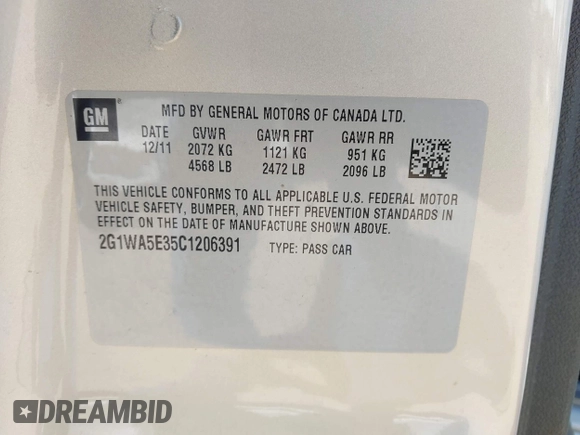 GM
MFD BY GENERAL MOTORS OF CANADA LTD.
DATE GVWR GAWR FRT GAWR RR
12/11 2072 KG 1121 KG 951 KG
4568 LB 2472 LB 2096 LB
THIS VEHICLE CONFORMS TO ALL APPLICABLE U.S. FEDERAL MOTOR
VEHICLE SAFETY, BUMPER, AND THEFT PREVENTION STANDARDS IN
EFFECT ON THE DATE OF MANUFACTURE SHOWN ABOVE.
2G1WA5E35C1206391 TYPE: PASS CAR
DREAMBID